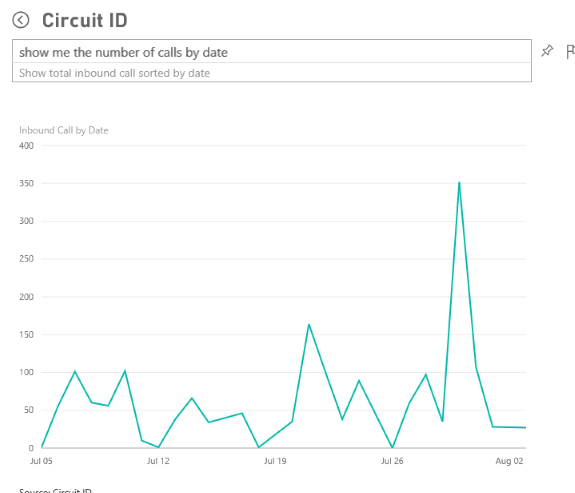 Circuit ID
show me the number of calls by date
Show total inbound call sorted by date
Inbound Call by Date
400
350
300
250
200
150
100
50
0
Jul 05 Jul 12 Jul 19 Jul 26 Aug 02
Source: Circuit ID